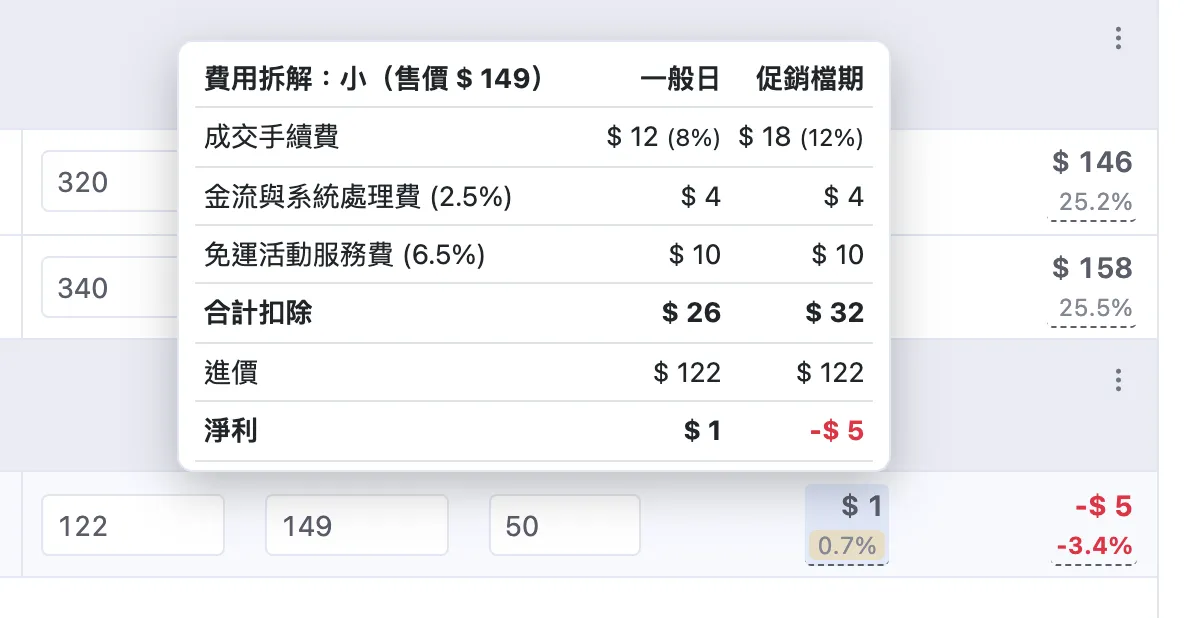 費用拆解：小（售價 $ 149） 一般日 促銷檔期
成交手續費 $ 12 (8%) $ 18 (12%)
金流與系統處理費 (2.5%) $ 4 $ 4
免運活動服務費 (6.5%) $ 10 $ 10
合計扣除 $ 26 $ 32
進價 $ 122 $ 122
淨利 $ 1 -$ 5
320 $ 146
25.2%
340 $ 158
25.5%
122 149 50 $ 1 -$ 5
0.7% -3.4%